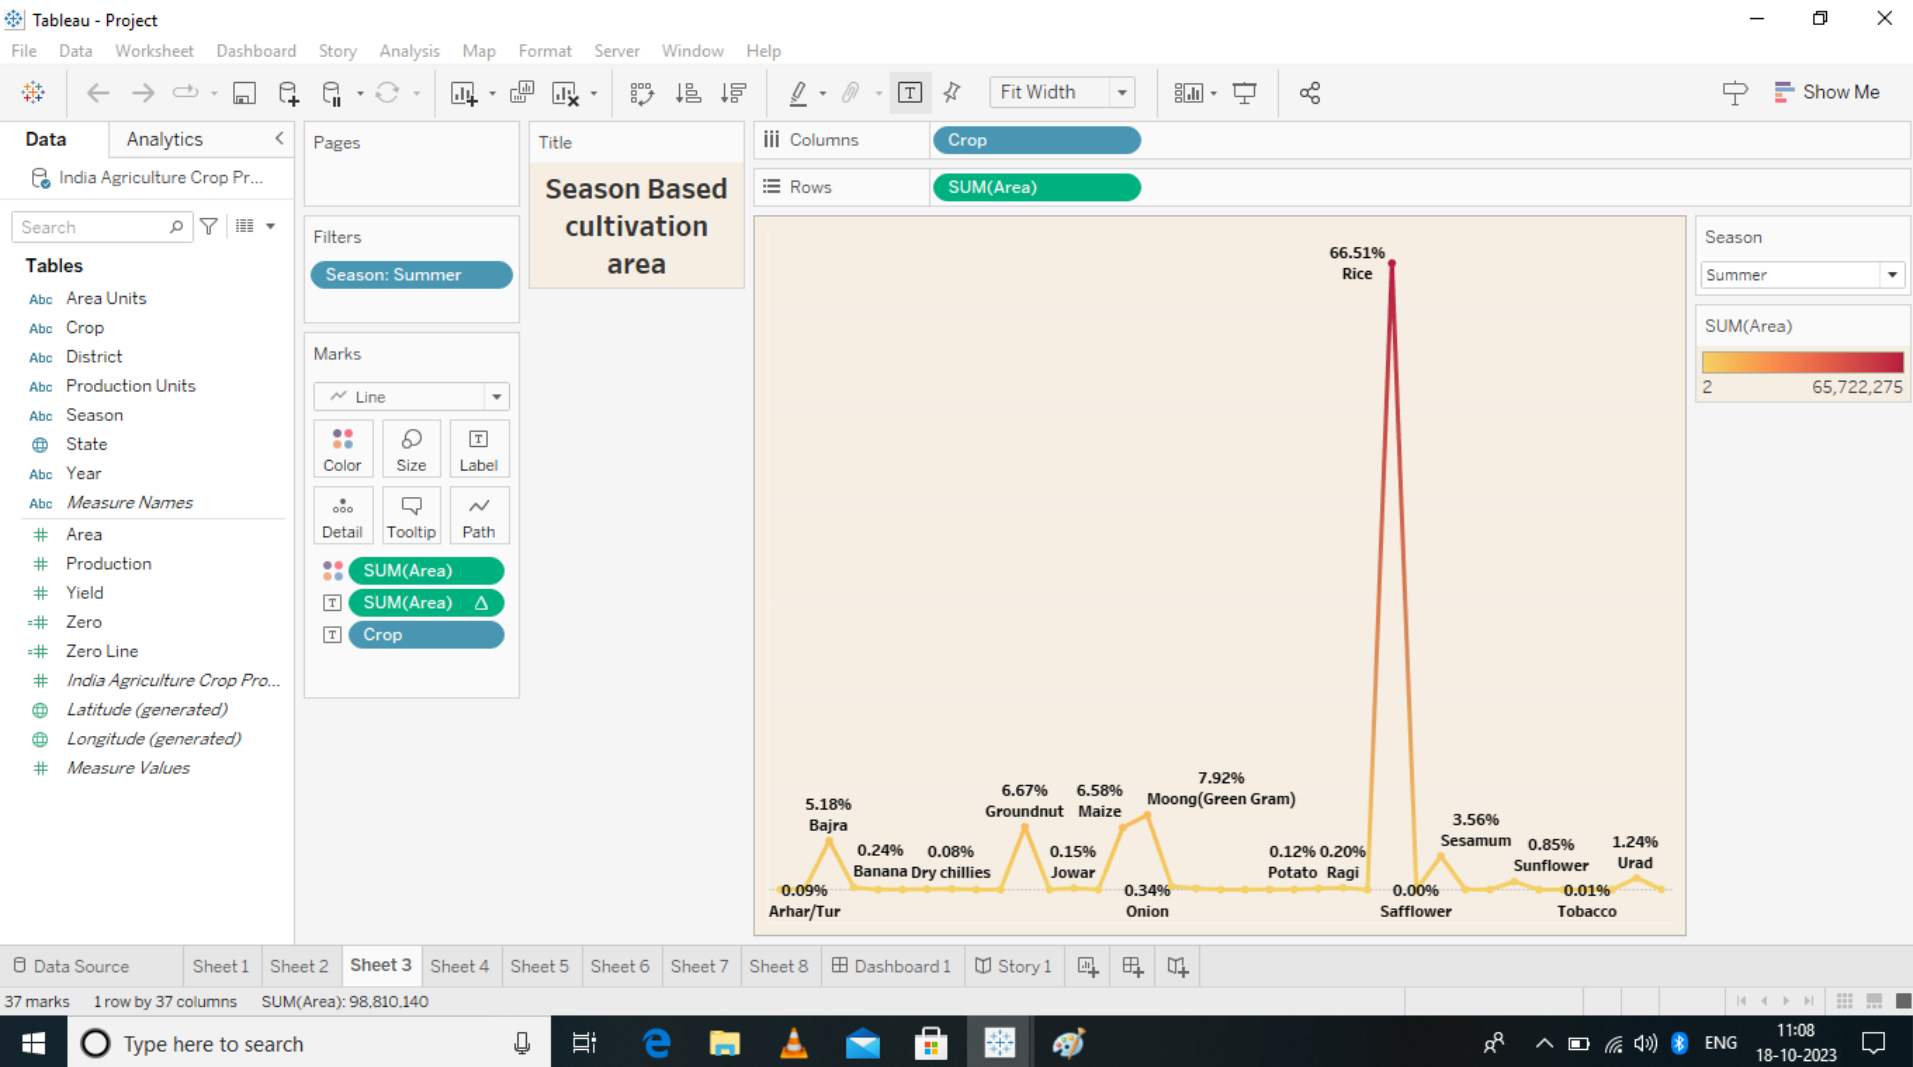 Tableau - Project
File Data Worksheet Dashboard Story Analysis Map Format Server Window Help
Fit Width
Show Me
Data Analytics
India Agriculture Crop Pr...
Search
Tables
Abc Area Units
Abc Crop
Abc District
Abc Production Units
Abc Season
State
Abc Year
Abc Measure Names
# Area
# Production
# Yield
=# Zero
=# Zero Line
# India Agriculture Crop Pro...
Latitude (generated)
Longitude (generated)
# Measure Values
Pages
Filters
Season: Summer
Marks
Line
Color Size Label
Detail Tooltip Path
SUM(Area)
T SUM(Area) Δ
T Crop
Title
Season Based
cultivation
area
Columns Crop
Rows SUM(Area)
66.51%
Rice
7.92%
Moong(Green Gram)
6.67%
Groundnut
6.58%
Maize
5.18%
Bajra
3.56%
Sesamum
0.85%
Sunflower
1.24%
Urad
0.24%
Banana
0.08%
Dry chillies
0.15%
Jowar
0.12%
Potato
0.20%
Ragi
0.09%
Arhar/Tur
0.34%
Onion
0.00%
Safflower
0.01%
Tobacco
Season
Summer
SUM(Area)
2 65,722,275
Data Source Sheet 1 Sheet 2 Sheet 3 Sheet 4 Sheet 5 Sheet 6 Sheet 7 Sheet 8 Dashboard 1 Story 1
37 marks 1 row by 37 columns SUM(Area): 98,810,140
Type here to search
ENG
11:08
18-10-2023